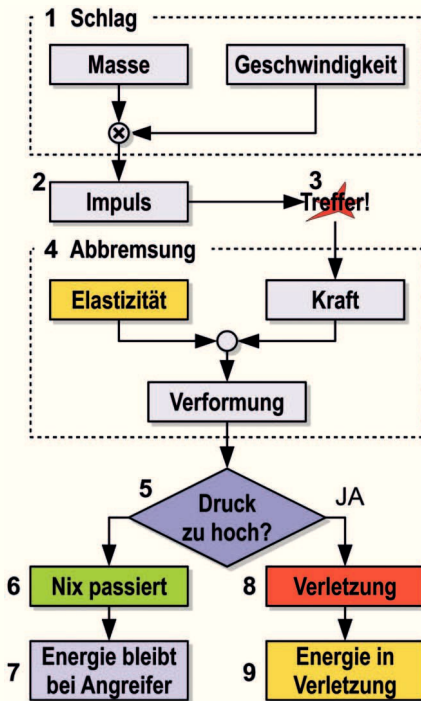 1 Schlag
Masse
Geschwindigkeit
2
Impuls
3
Treffer!
4 Abbremsung
Elastizität
Kraft
Verformung
5
Druck
zu hoch?
JA
6
Nix passiert
8
Verletzung
7
Energie bleibt
bei Angreifer
9
Energie in
Verletzung